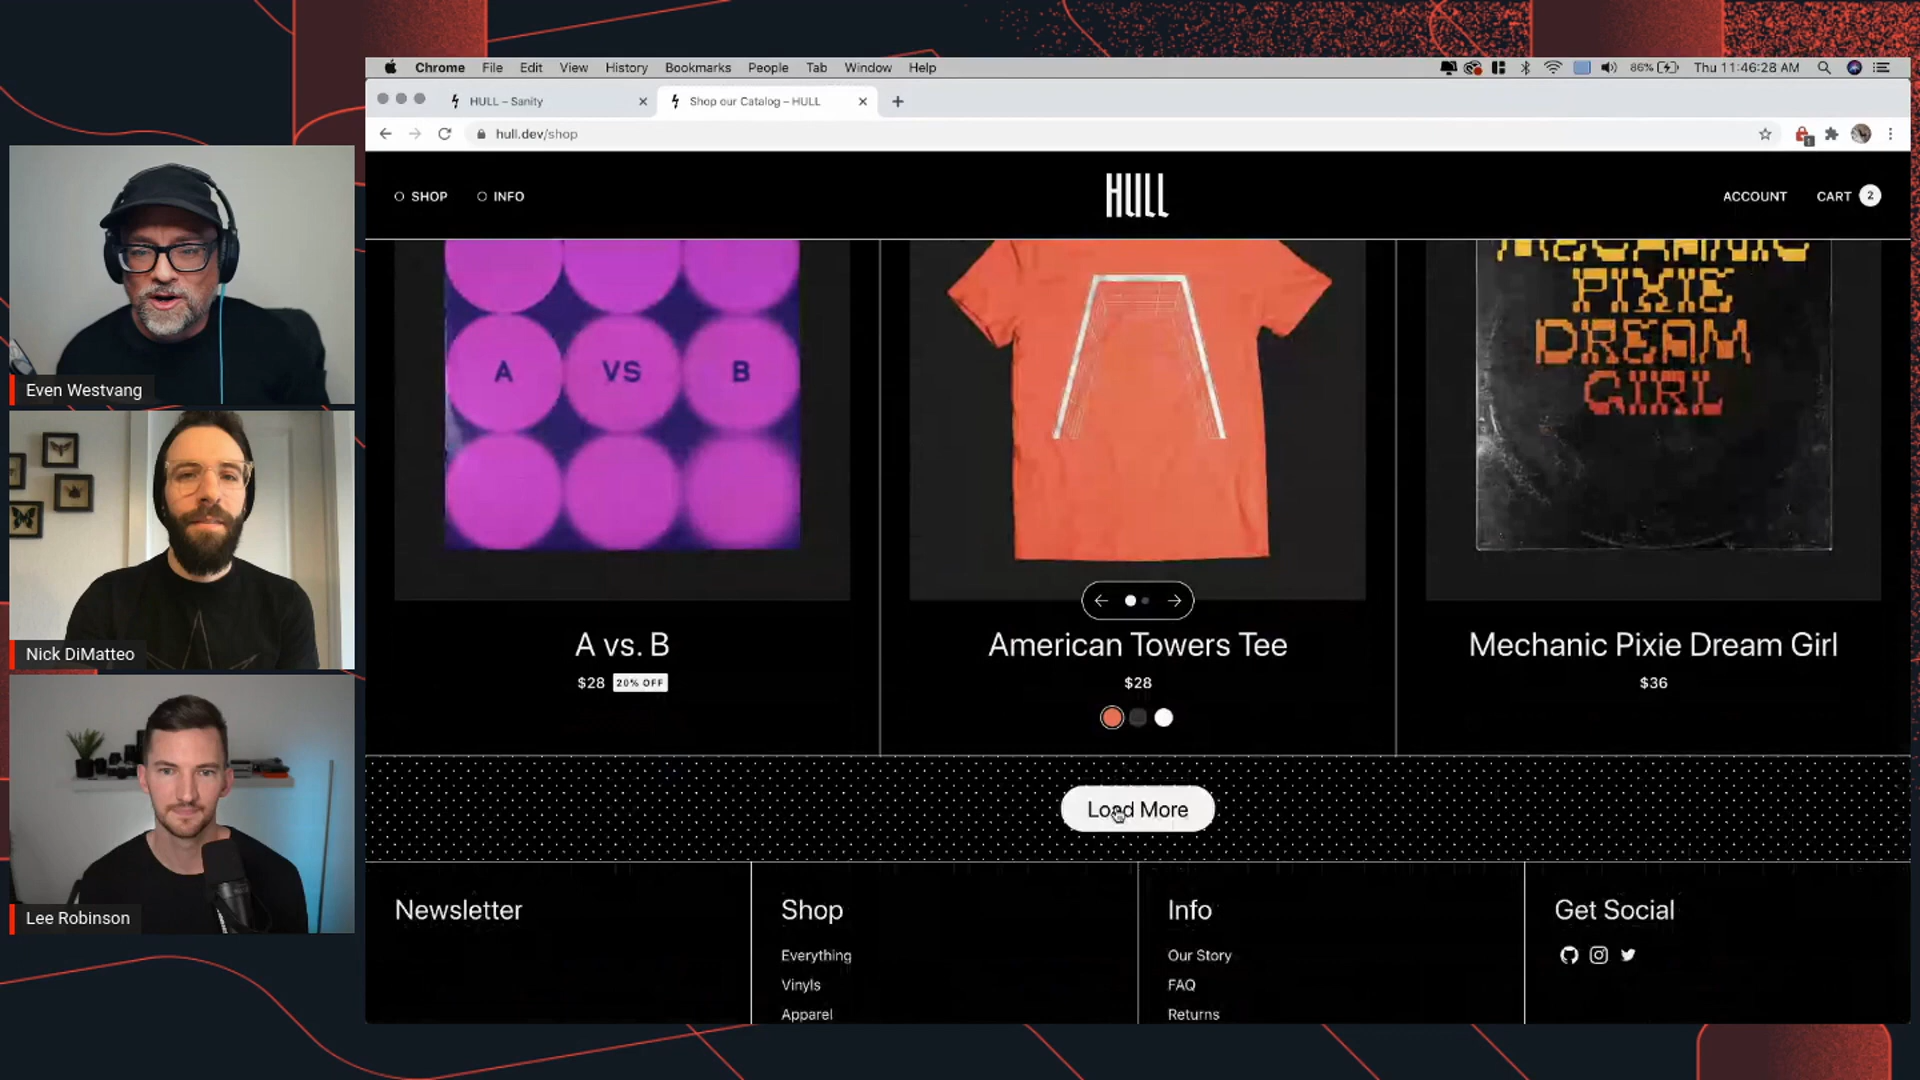 Chrome File Edit View History Bookmarks People Tab Window Help
86% Thu 11:46:28 AM
HULL – Sanity
Shop our Catalog – HULL
hull.dev/shop
SHOP INFO
HULL
ACCOUNT CART 2
A VS B
MECHANIC
PIXIE
DREAM
GIRL
A vs. B
$28 20% OFF
American Towers Tee
$28
Mechanic Pixie Dream Girl
$36
Load More
Newsletter
Shop
Everything
Vinyls
Apparel
Info
Our Story
FAQ
Returns
Get Social
Even Westvang
Nick DiMatteo
Lee Robinson